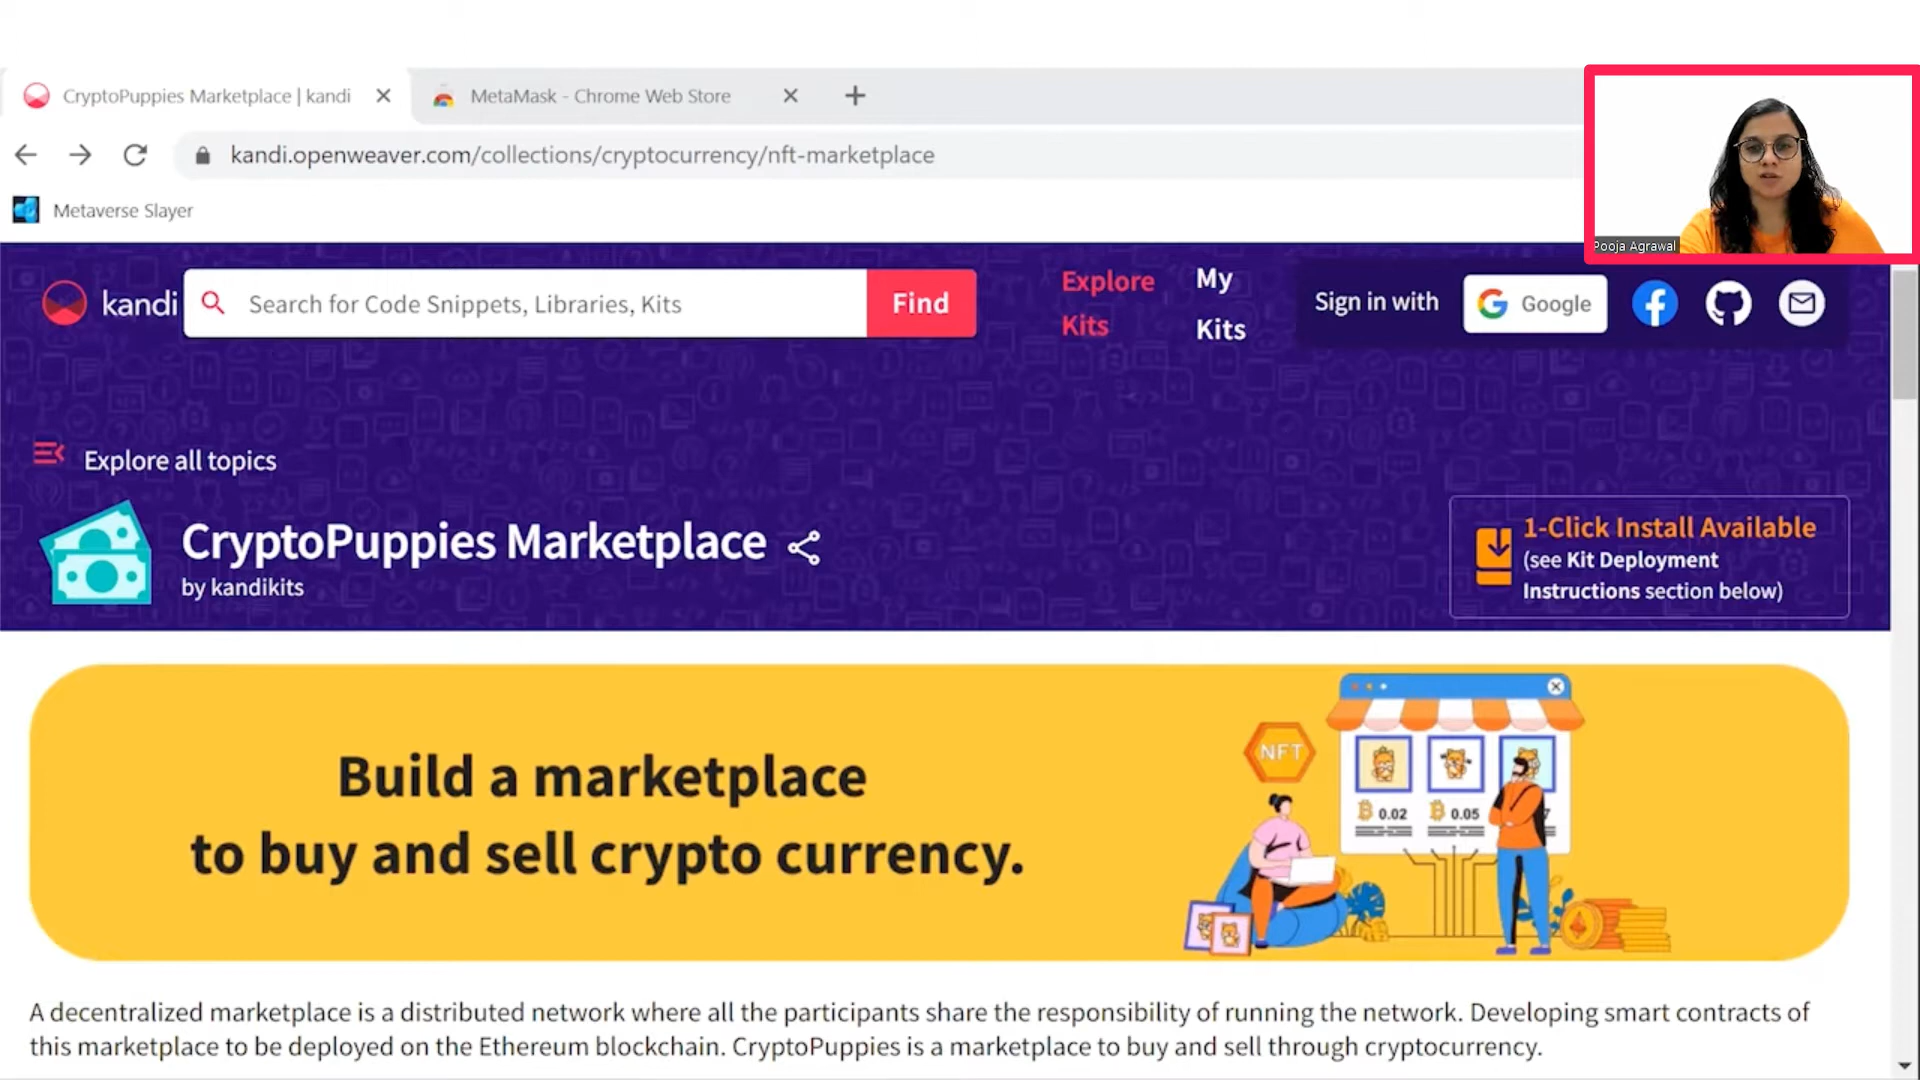 CryptoPuppies Marketplace | kandi
MetaMask - Chrome Web Store
kandi.openweaver.com/collections/cryptocurrency/nft-marketplace
Metaverse Slayer
Pooja Agrawal
kandi
Search for Code Snippets, Libraries, Kits
Find
Explore
Kits
My
Kits
Sign in with
Google
Explore all topics
CryptoPuppies Marketplace
by kandikits
1-Click Install Available
(see Kit Deployment
Instructions section below)
Build a marketplace
to buy and sell crypto currency.
NFT
0.02
0.05
7
A decentralized marketplace is a distributed network where all the participants share the responsibility of running the network. Developing smart contracts of
this marketplace to be deployed on the Ethereum blockchain. CryptoPuppies is a marketplace to buy and sell through cryptocurrency.